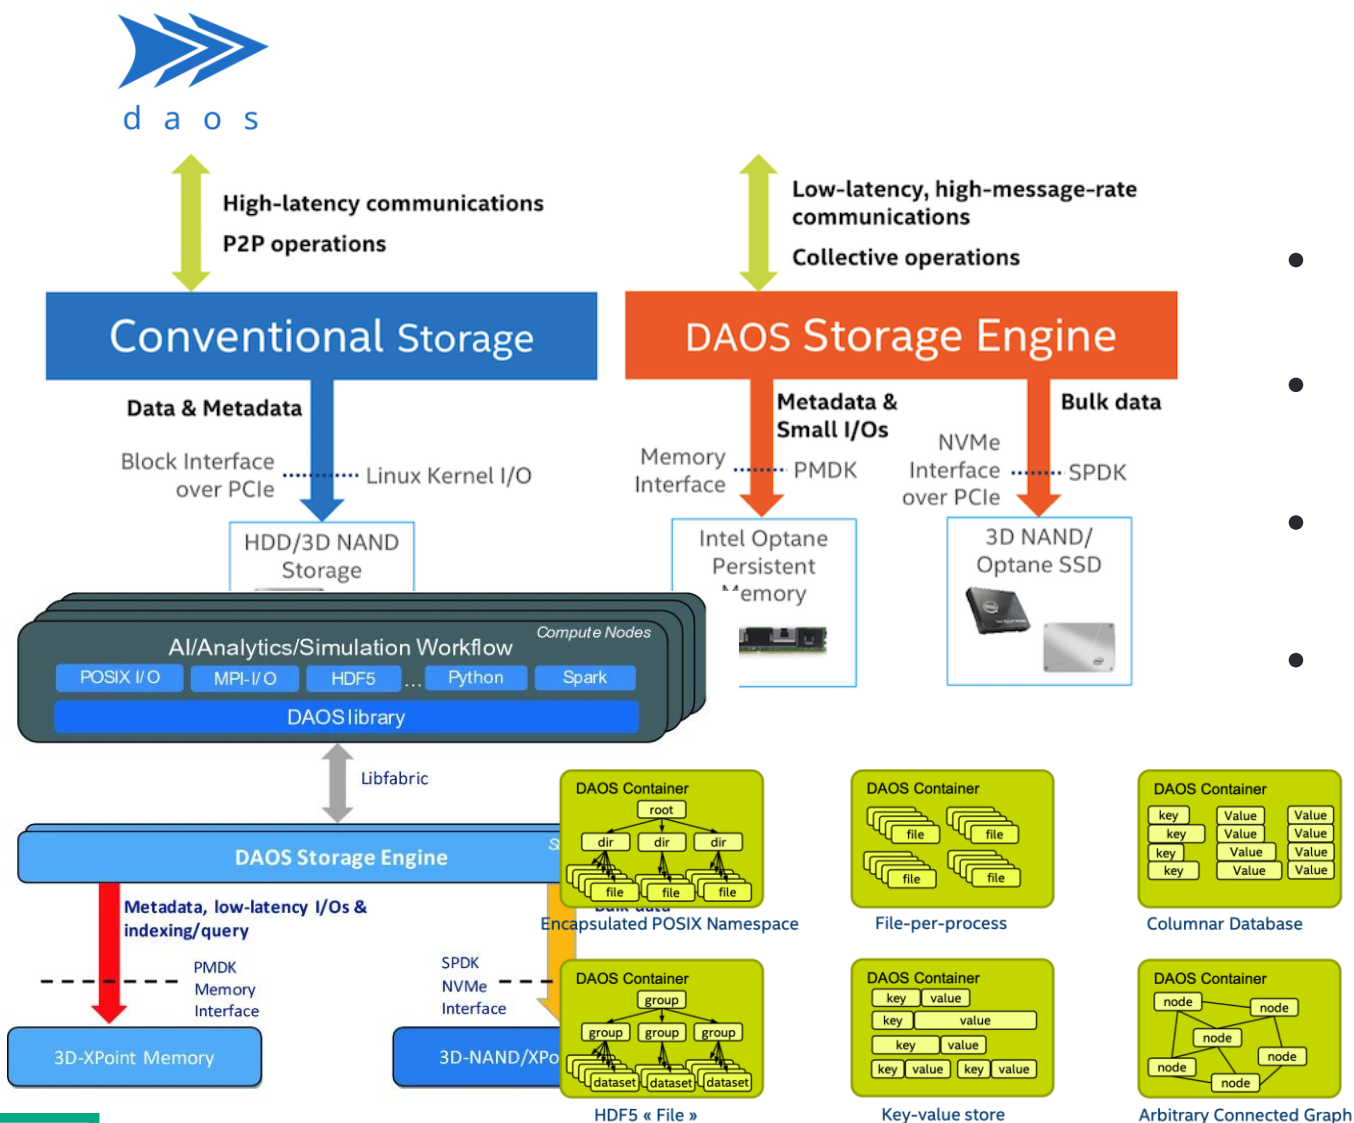 d a o s
High-latency communications
P2P operations
Low-latency, high-message-rate
communications
Collective operations
Conventional Storage
DAOS Storage Engine
Data & Metadata
Block Interface
over PCIe
Linux Kernel I/O
Metadata &
Small I/Os
Memory
Interface
PMDK
Bulk data
NVMe
Interface
over PCIe
SPDK
HDD/3D NAND
Storage
Intel Optane
Persistent
Memory
3D NAND/
Optane SSD
Compute Nodes
AI/Analytics/Simulation Workflow
POSIX I/O
MPI-I/O
HDF5
...
Python
Spark
DAOS library
Libfabric
DAOS Storage Engine
Metadata, low-latency I/Os &
indexing/query
Bulk data
PMDK
Memory
Interface
SPDK
NVMe
Interface
3D-XPoint Memory
3D-NAND/XPo
DAOS Container
root
dir dir dir
file file file
Encapsulated POSIX Namespace
DAOS Container
file file
file file
File-per-process
DAOS Container
key Value Value
key Value Value
key Value Value
key Value Value
Columnar Database
DAOS Container
group
group group group
dataset dataset dataset
HDF5 « File »
DAOS Container
key value
key value
key value
key value key value
Key-value store
DAOS Container
node
node
node
node
node
node
Arbitrary Connected Graph